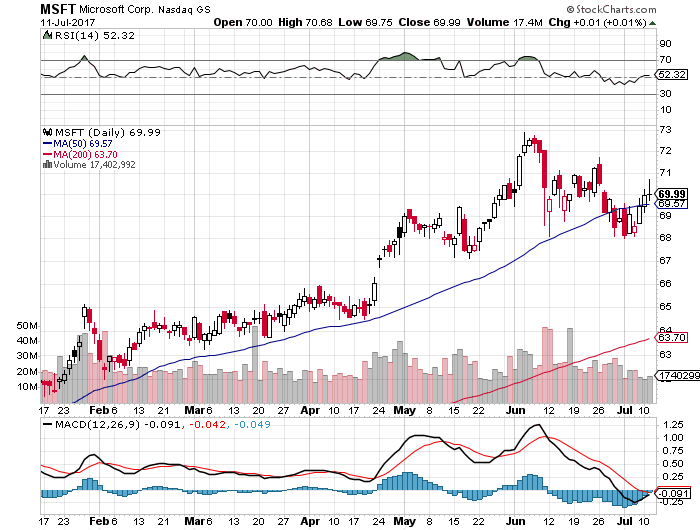 MSFT Microsoft Corp. Nasdaq GS © StockCharts.com
11-Jul-2017 Open 70.00 High 70.68 Low 69.75 Close 69.99 Volume 17.4M Chg +0.01 (+0.01%)
RSI(14) 52.32
90
70
52.32
30
10
MSFT (Daily) 69.99
MA(50) 69.57
MA(200) 63.70
Volume 17,402,992
73
72
71
69.99
69.57
69
68
67
66
65
64
63.70
63
1740299
50M
40M
30M
20M
10M
17 23 Feb 6 13 21 27 Mar 6 13 20 27 Apr 10 17 24 May 8 15 22 Jun 12 19 26 Jul 10
MACD(12,26,9) -0.091, -0.042, -0.049
1.25
1.00
0.75
0.50
0.25
0.00
-0.091
-0.25
17 23 Feb 6 13 21 27 Mar 6 13 20 27 Apr 10 17 24 May 8 15 22 Jun 12 19 26 Jul 10